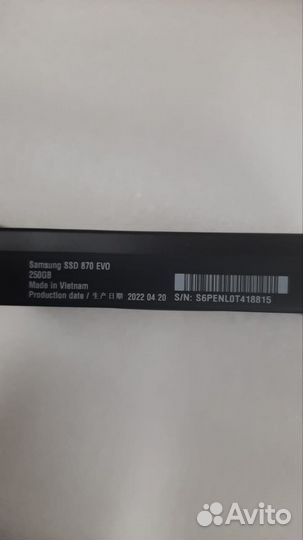 Samsung SSD 870 EVO
250GB
Made in Vietnam
Production date / 生产日期 2022 04 20 S/N: S6PENL0T418815
Avito